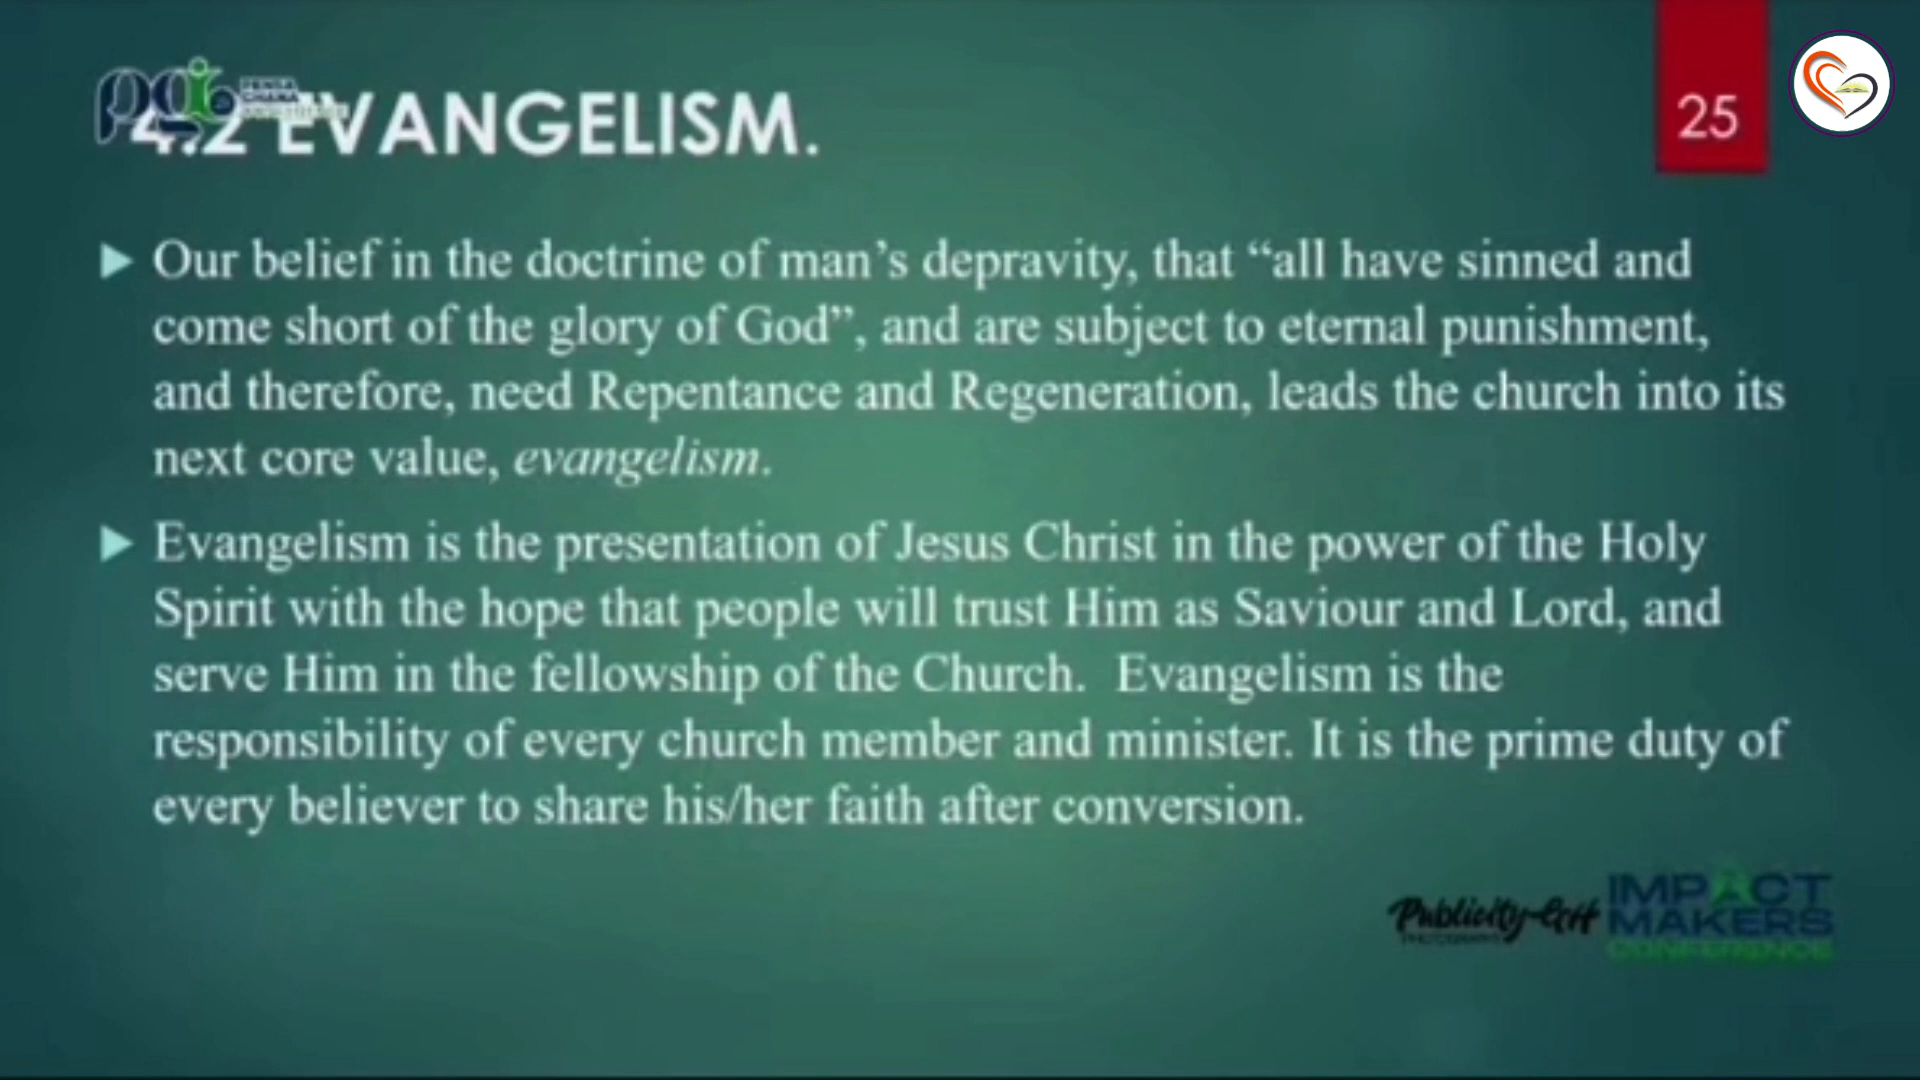 4.2 EVANGELISM.
25
Our belief in the doctrine of man’s depravity, that “all have sinned and
come short of the glory of God”, and are subject to eternal punishment,
and therefore, need Repentance and Regeneration, leads the church into its
next core value, evangelism.
Evangelism is the presentation of Jesus Christ in the power of the Holy
Spirit with the hope that people will trust Him as Saviour and Lord, and
serve Him in the fellowship of the Church.  Evangelism is the
responsibility of every church member and minister. It is the prime duty of
every believer to share his/her faith after conversion.
IMPACT
MAKERS
CONFERENCE